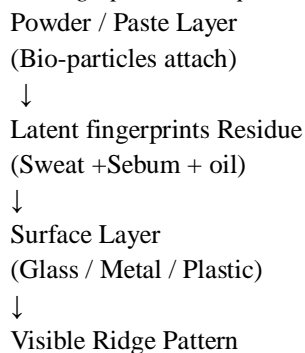 Powder / Paste Layer
(Bio-particles attach)
↓
Latent fingerprints Residue
(Sweat +Sebum + oil)
↓
Surface Layer
(Glass / Metal / Plastic)
↓
Visible Ridge Pattern